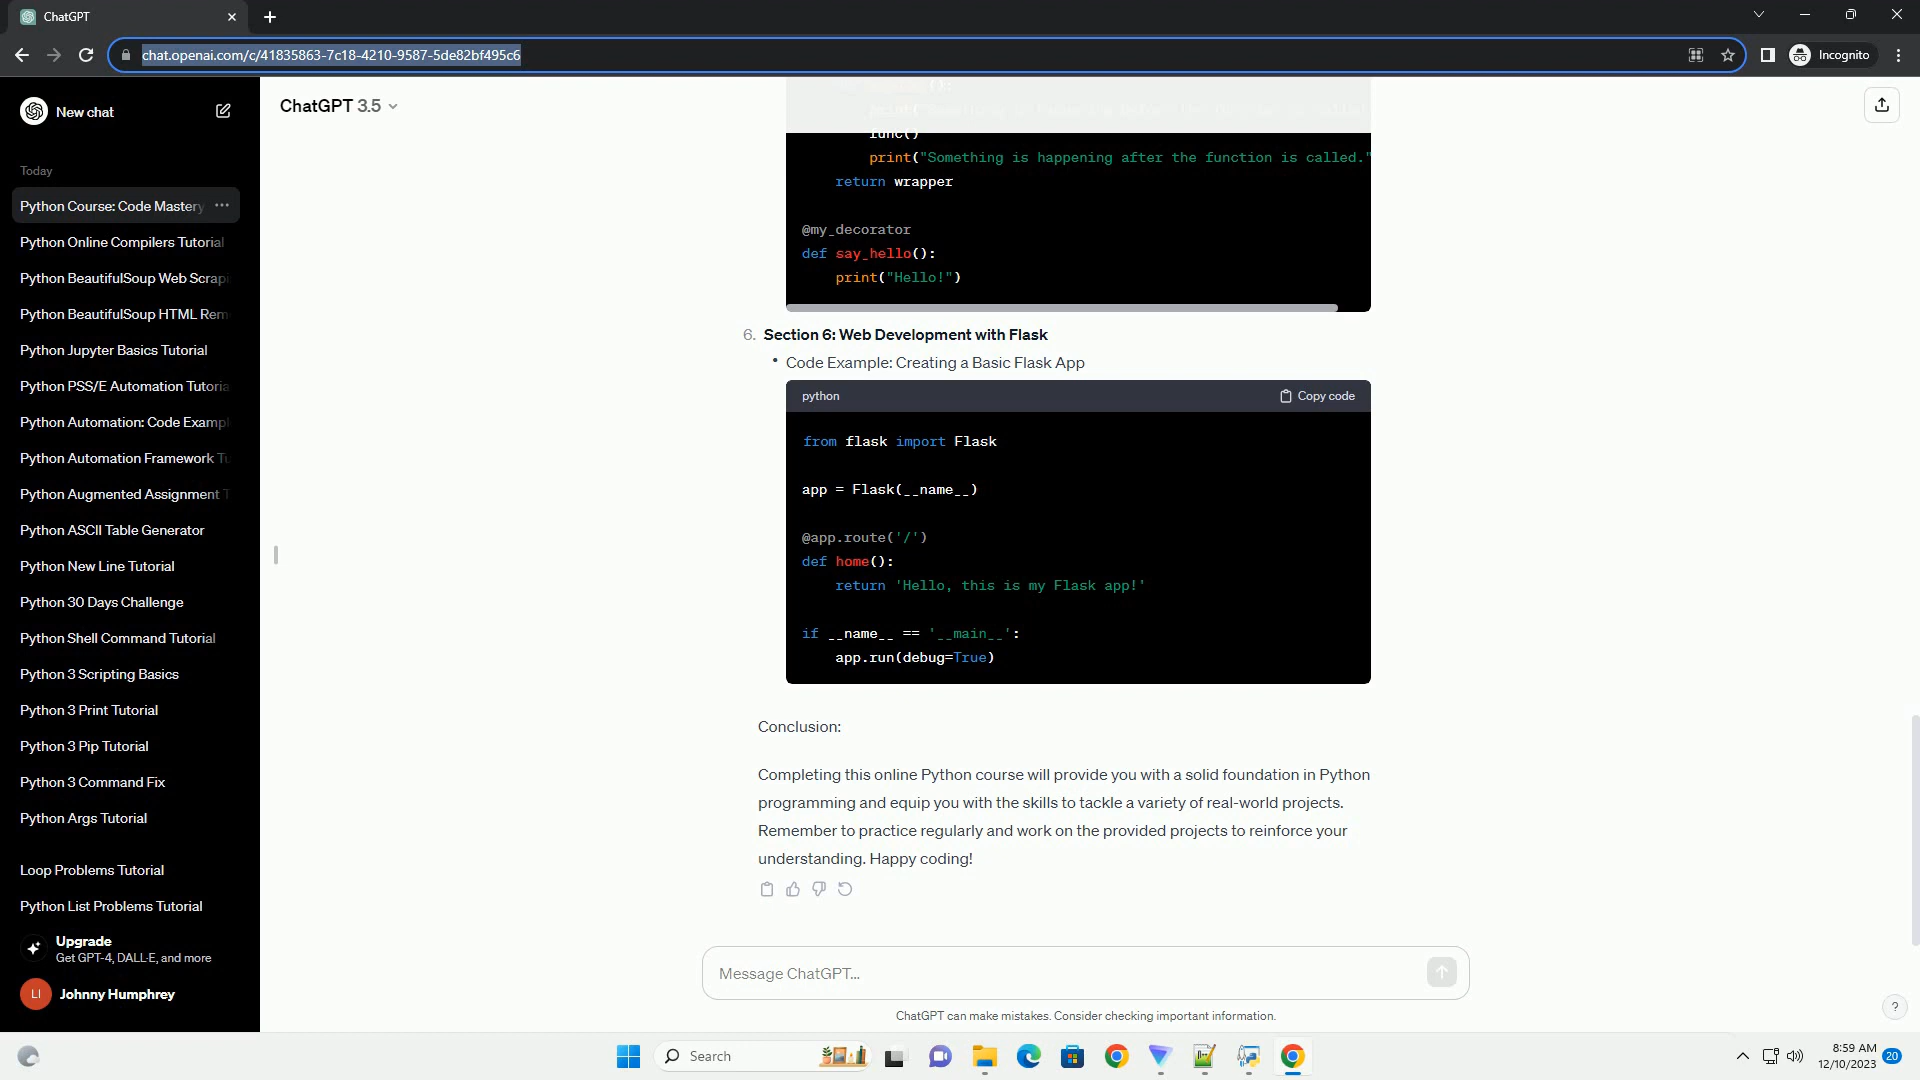 ChatGPT
chat.openai.com/c/41835863-7c18-4210-9587-5de82bf495c6
Incognito
New chat
ChatGPT 3.5
Today
Python Course: Code Mastery
Python Online Compilers Tutorial
Python BeautifulSoup Web Scrapi
Python BeautifulSoup HTML Rem
Python Jupyter Basics Tutorial
Python PSS/E Automation Tutoria
Python Automation: Code Exampl
Python Automation Framework Tu
Python Augmented Assignment T
Python ASCII Table Generator
Python New Line Tutorial
Python 30 Days Challenge
Python Shell Command Tutorial
Python 3 Scripting Basics
Python 3 Print Tutorial
Python 3 Pip Tutorial
Python 3 Command Fix
Python Args Tutorial
Loop Problems Tutorial
Python List Problems Tutorial
Upgrade
Get GPT-4, DALL·E, and more
LI
Johnny Humphrey
func()
print("Something is happening after the function is called."
return wrapper
@my_decorator
def say_hello():
print("Hello!")
6. Section 6: Web Development with Flask
• Code Example: Creating a Basic Flask App
python
Copy code
from flask import Flask
app = Flask(__name__)
@app.route('/')
def home():
return 'Hello, this is my Flask app!'
if __name__ == '__main__':
app.run(debug=True)
Conclusion:
Completing this online Python course will provide you with a solid foundation in Python
programming and equip you with the skills to tackle a variety of real-world projects.
Remember to practice regularly and work on the provided projects to reinforce your
understanding. Happy coding!
Message ChatGPT...
ChatGPT can make mistakes. Consider checking important information.
?
Search
8:59 AM
12/10/2023
20